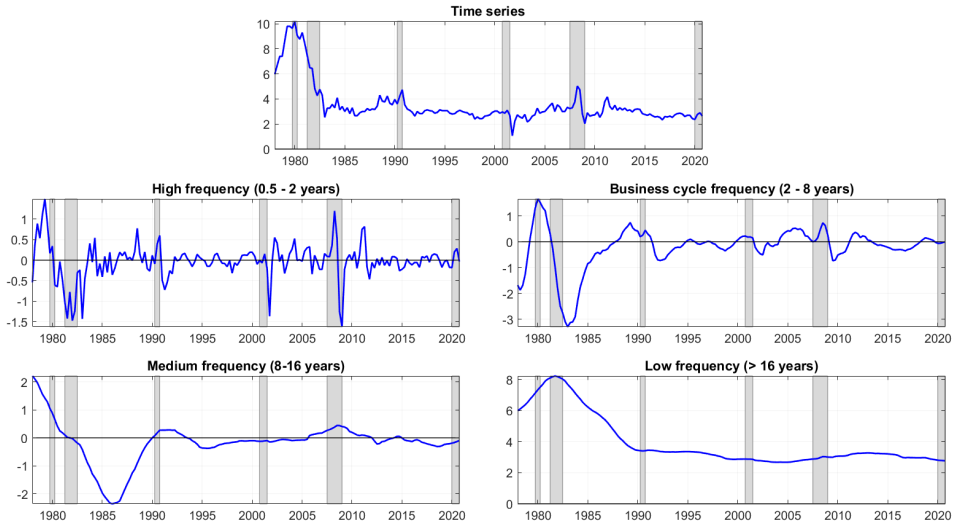 Time series
10
8
6
4
2
0
1980 1985 1990 1995 2000 2005 2010 2015 2020
High frequency (0.5 - 2 years)
1
0.5
0
-0.5
-1
-1.5
1980 1985 1990 1995 2000 2005 2010 2015 2020
Business cycle frequency (2 - 8 years)
1
0
-1
-2
-3
1980 1985 1990 1995 2000 2005 2010 2015 2020
Medium frequency (8-16 years)
2
1
0
-1
-2
1980 1985 1990 1995 2000 2005 2010 2015 2020
Low frequency (> 16 years)
8
6
4
2
0
1980 1985 1990 1995 2000 2005 2010 2015 2020